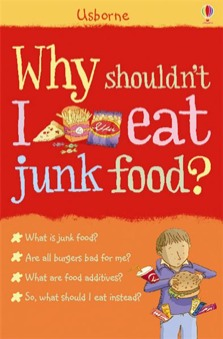 Usborne
Why shouldn't
I eat
junk food?
What is junk food?
Are all burgers bad for me?
What are food additives?
So, what should I eat instead?